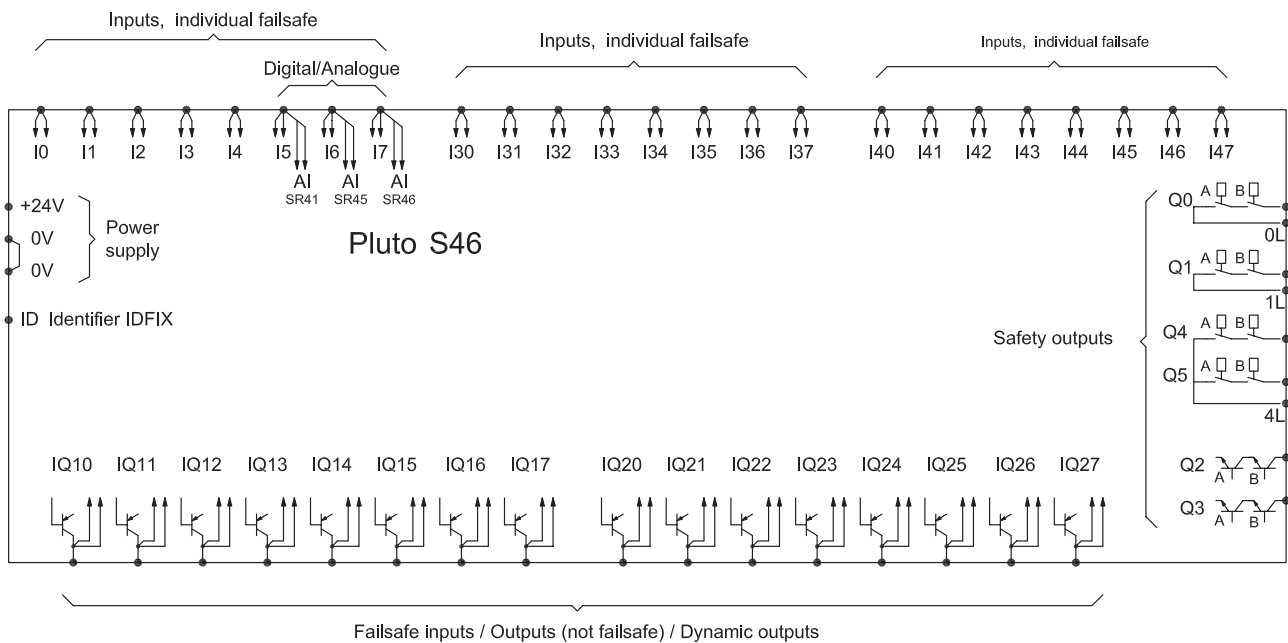 Inputs, individual failsafe
Inputs, individual failsafe
Inputs, individual failsafe
Digital/Analogue
I0 I1 I2 I3 I4 I5 I6 I7 I30 I31 I32 I33 I34 I35 I36 I37 I40 I41 I42 I43 I44 I45 I46 I47
AI AI AI
SR41 SR45 SR46
+24V
0V
0V
Power
supply
ID Identifier IDFIX
Pluto S46
Safety outputs
Q0 A B
0L
Q1 A B
1L
Q4 A B
Q5 A B
4L
Q2 A B
Q3 A B
IQ10 IQ11 IQ12 IQ13 IQ14 IQ15 IQ16 IQ17 IQ20 IQ21 IQ22 IQ23 IQ24 IQ25 IQ26 IQ27
Failsafe inputs / Outputs (not failsafe) / Dynamic outputs